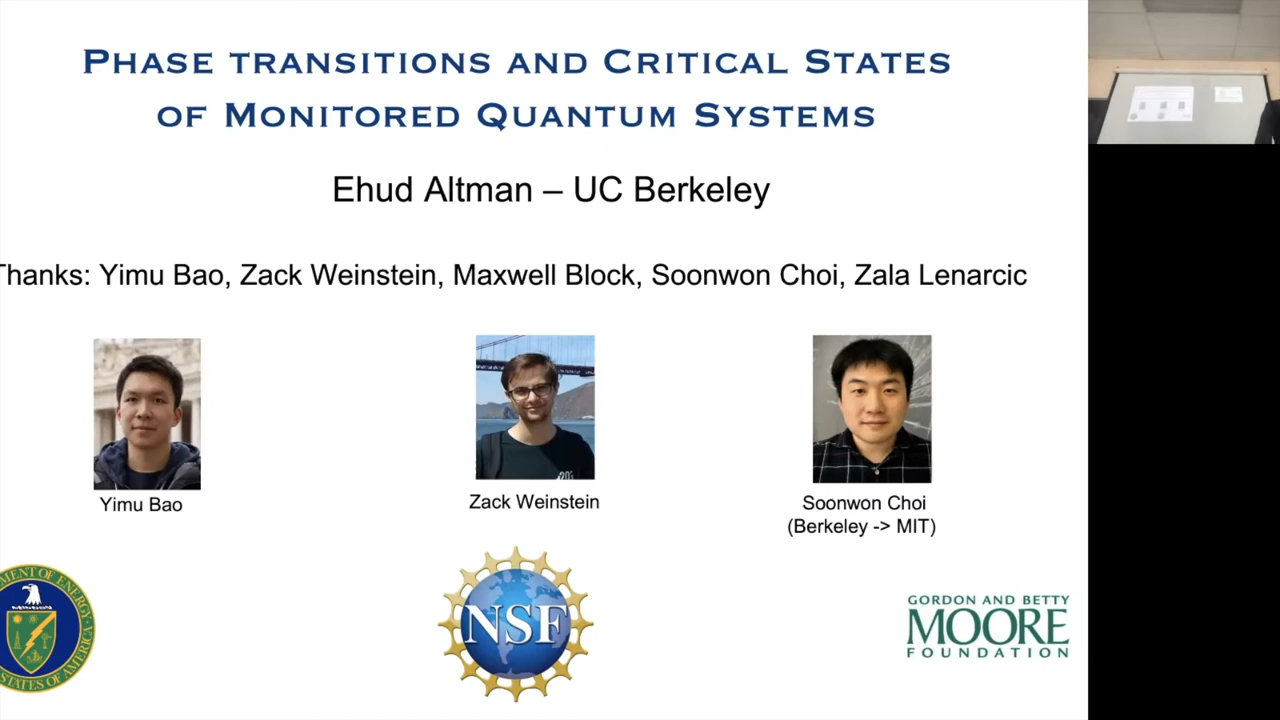 PHASE TRANSITIONS AND CRITICAL STATES
OF MONITORED QUANTUM SYSTEMS
Ehud Altman – UC Berkeley
Thanks: Yimu Bao, Zack Weinstein, Maxwell Block, Soonwon Choi, Zala Lenarcic
Yimu Bao
Zack Weinstein
Soonwon Choi
(Berkeley -> MIT)
MENT OF ENERGY
STATES OF AMERICA
NSF
GORDON AND BETTY
MOORE
FOUNDATION